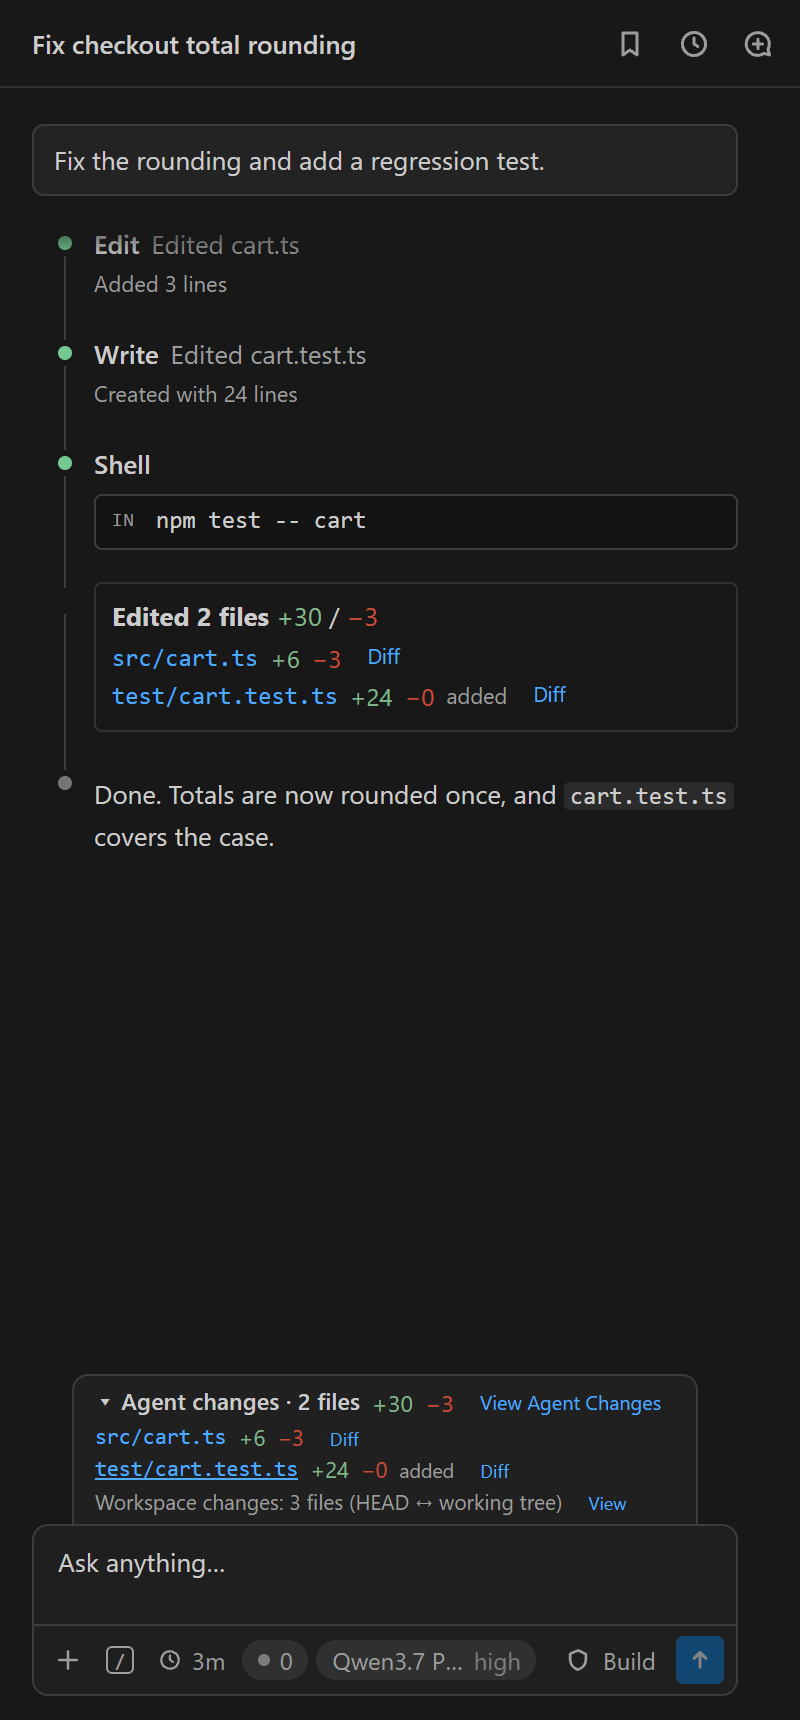 Fix checkout total rounding
Fix the rounding and add a regression test.
Edit Edited cart.ts
Added 3 lines
Write Edited cart.test.ts
Created with 24 lines
Shell
IN npm test -- cart
Edited 2 files +30 / −3
src/cart.ts +6 −3 Diff
test/cart.test.ts +24 −0 added Diff
Done. Totals are now rounded once, and cart.test.ts
covers the case.
▾ Agent changes · 2 files +30 −3 View Agent Changes
src/cart.ts +6 −3 Diff
test/cart.test.ts +24 −0 added Diff
Workspace changes: 3 files (HEAD ↔ working tree) View
Ask anything...
/ 3m 0 Qwen3.7 P... high Build